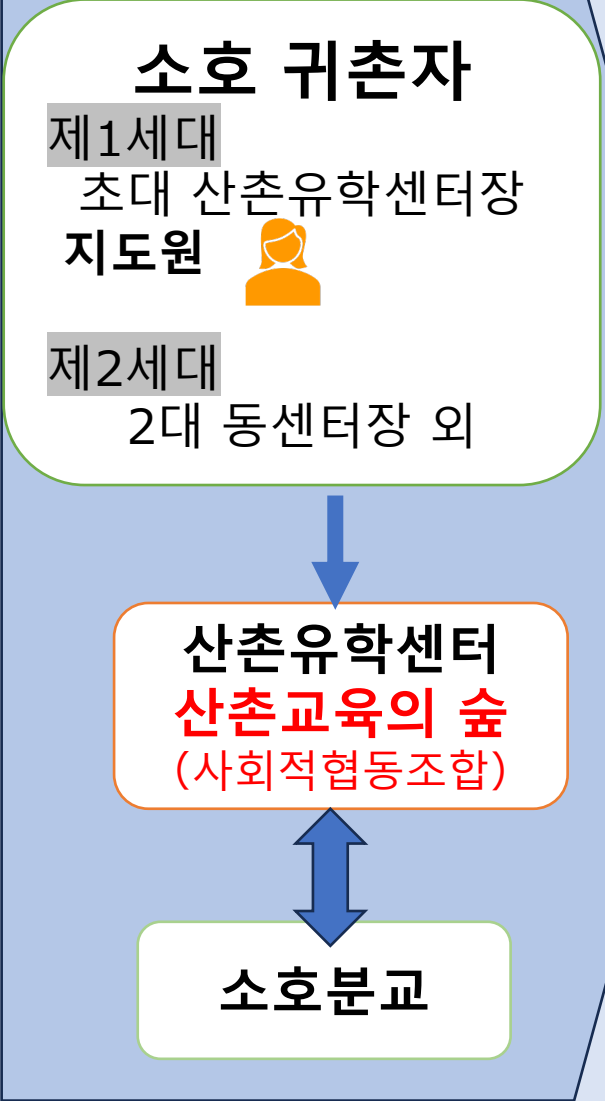 소호 귀촌자
제1세대
초대 산촌유학센터장
지도원
제2세대
2대 동센터장 외
산촌유학센터
산촌교육의 숲
(사회적협동조합)
소호분교